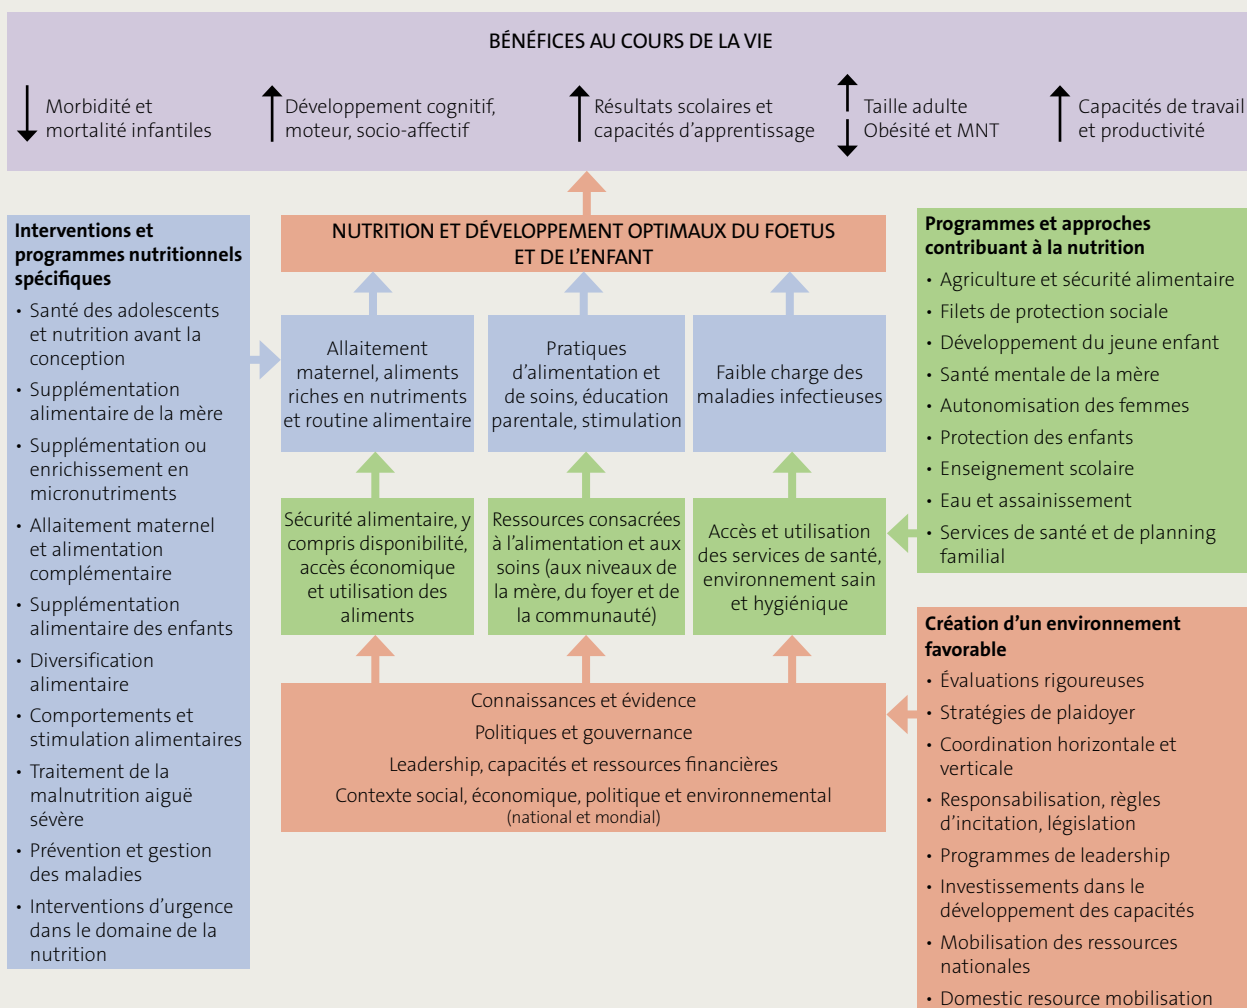 BÉNÉFICES AU COURS DE LA VIE
Morbidité et
mortalité infantiles
Développement cognitif,
moteur, socio-affectif
Résultats scolaires et
capacités d'apprentissage
Taille adulte
Obésité et MNT
Capacités de travail
et productivité
Interventions et
programmes nutritionnels
spécifiques
• Santé des adolescents
et nutrition avant la
conception
• Supplémentation
alimentaire de la mère
• Supplémentation ou
enrichissement en
micronutriments
• Allaitement maternel
et alimentation
complémentaire
• Supplémentation
alimentaire des enfants
• Diversification
alimentaire
• Comportements et
stimulation alimentaires
• Traitement de la
malnutrition aiguë
sévère
• Prévention et gestion
des maladies
• Interventions d'urgence
dans le domaine de la
nutrition
NUTRITION ET DÉVELOPPEMENT OPTIMAUX DU FOETUS
ET DE L'ENFANT
Allaitement
maternel, aliments
riches en nutriments
et routine alimentaire
Pratiques
d'alimentation et
de soins, éducation
parentale, stimulation
Faible charge des
maladies infectieuses
Sécurité alimentaire, y
compris disponibilité,
accès économique
et utilisation des
aliments
Ressources consacrées
à l'alimentation et aux
soins (aux niveaux de
la mère, du foyer et de
la communauté)
Accès et utilisation
des services de santé,
environnement sain
et hygiénique
Connaissances et évidence
Politiques et gouvernance
Leadership, capacités et ressources financières
Contexte social, économique, politique et environnemental
(national et mondial)
Programmes et approches
contribuant à la nutrition
• Agriculture et sécurité alimentaire
• Filets de protection sociale
• Développement du jeune enfant
• Santé mentale de la mère
• Autonomisation des femmes
• Protection des enfants
• Enseignement scolaire
• Eau et assainissement
• Services de santé et de planning
familial
Création d'un environnement
favorable
• Évaluations rigoureuses
• Stratégies de plaidoyer
• Coordination horizontale et
verticale
• Responsabilisation, règles
d'incitation, législation
• Programmes de leadership
• Investissements dans le
développement des capacités
• Mobilisation des ressources
nationales
• Domestic resource mobilisation